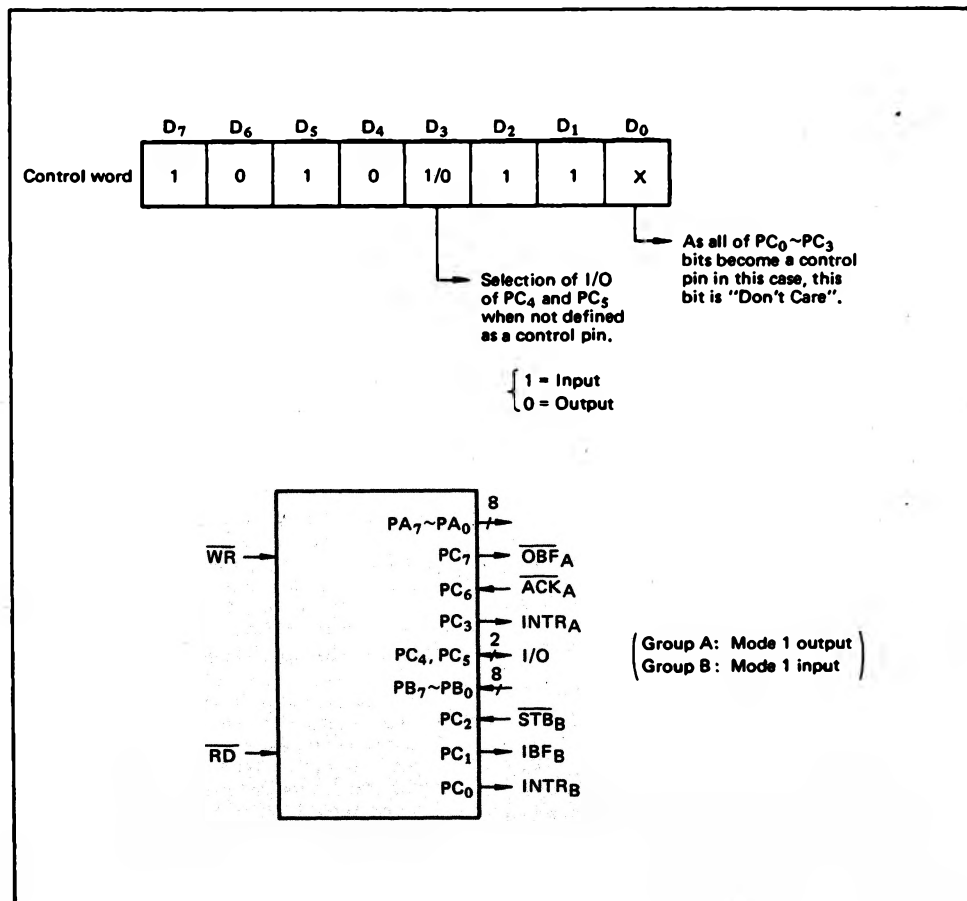 D7 D6 D5 D4 D3 D2 D1 D0
Control word 1 0 1 0 1/0 1 1 X
As all of PC0~PC3
bits become a control
pin in this case, this
bit is "Don't Care".
Selection of I/O
of PC4 and PC5
when not defined
as a control pin.
1 = Input
0 = Output
8
PA7~PA0
WR PC7 OBFA
PC6 ACKA
PC3 INTRA
2
PC4, PC5 I/O
(Group A: Mode 1 output)
(Group B: Mode 1 input)
8
PB7~PB0
PC2 STBB
RD PC1 IBFB
PC0 INTRB